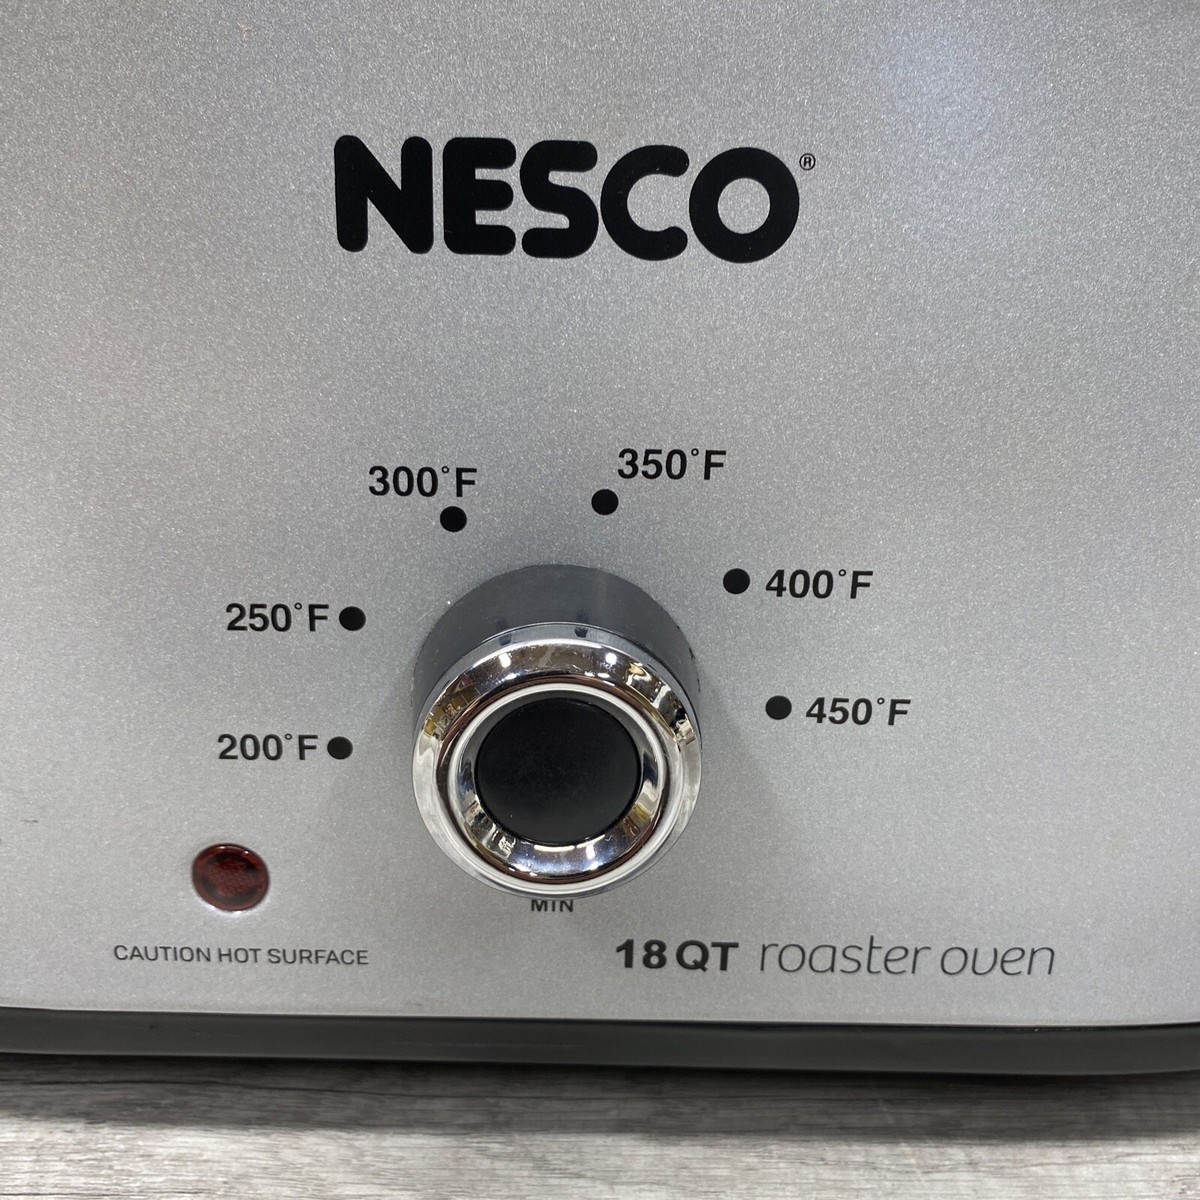 NESCO®
300°F
350°F
250°F
400°F
200°F
450°F
MIN
CAUTION HOT SURFACE
18 QT roaster oven